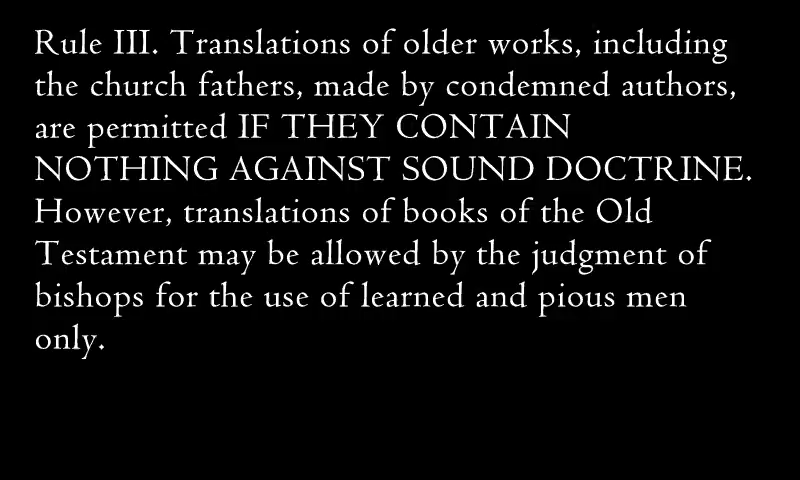 Rule III. Translations of older works, including
the church fathers, made by condemned authors,
are permitted IF THEY CONTAIN
NOTHING AGAINST SOUND DOCTRINE.
However, translations of books of the Old
Testament may be allowed by the judgment of
bishops for the use of learned and pious men
only.